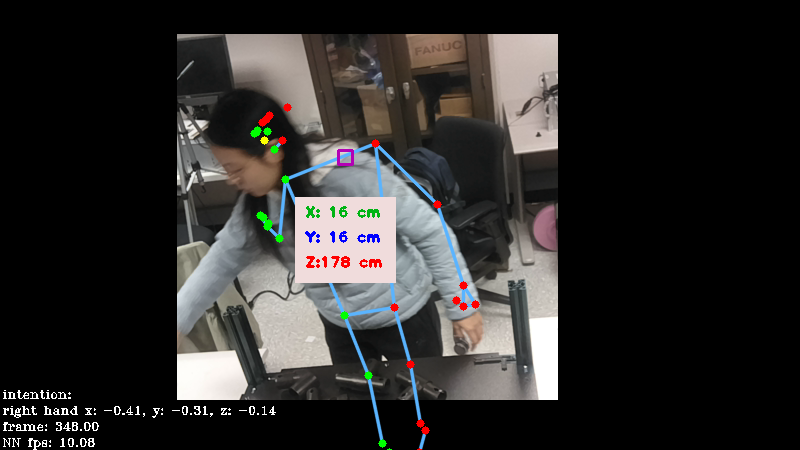 FANUC
X: 16 cm
Y: 16 cm
Z:178 cm
intention:
right hand x: -0.41, y: -0.31, z: -0.14
frame: 348.00
NN fps: 10.08